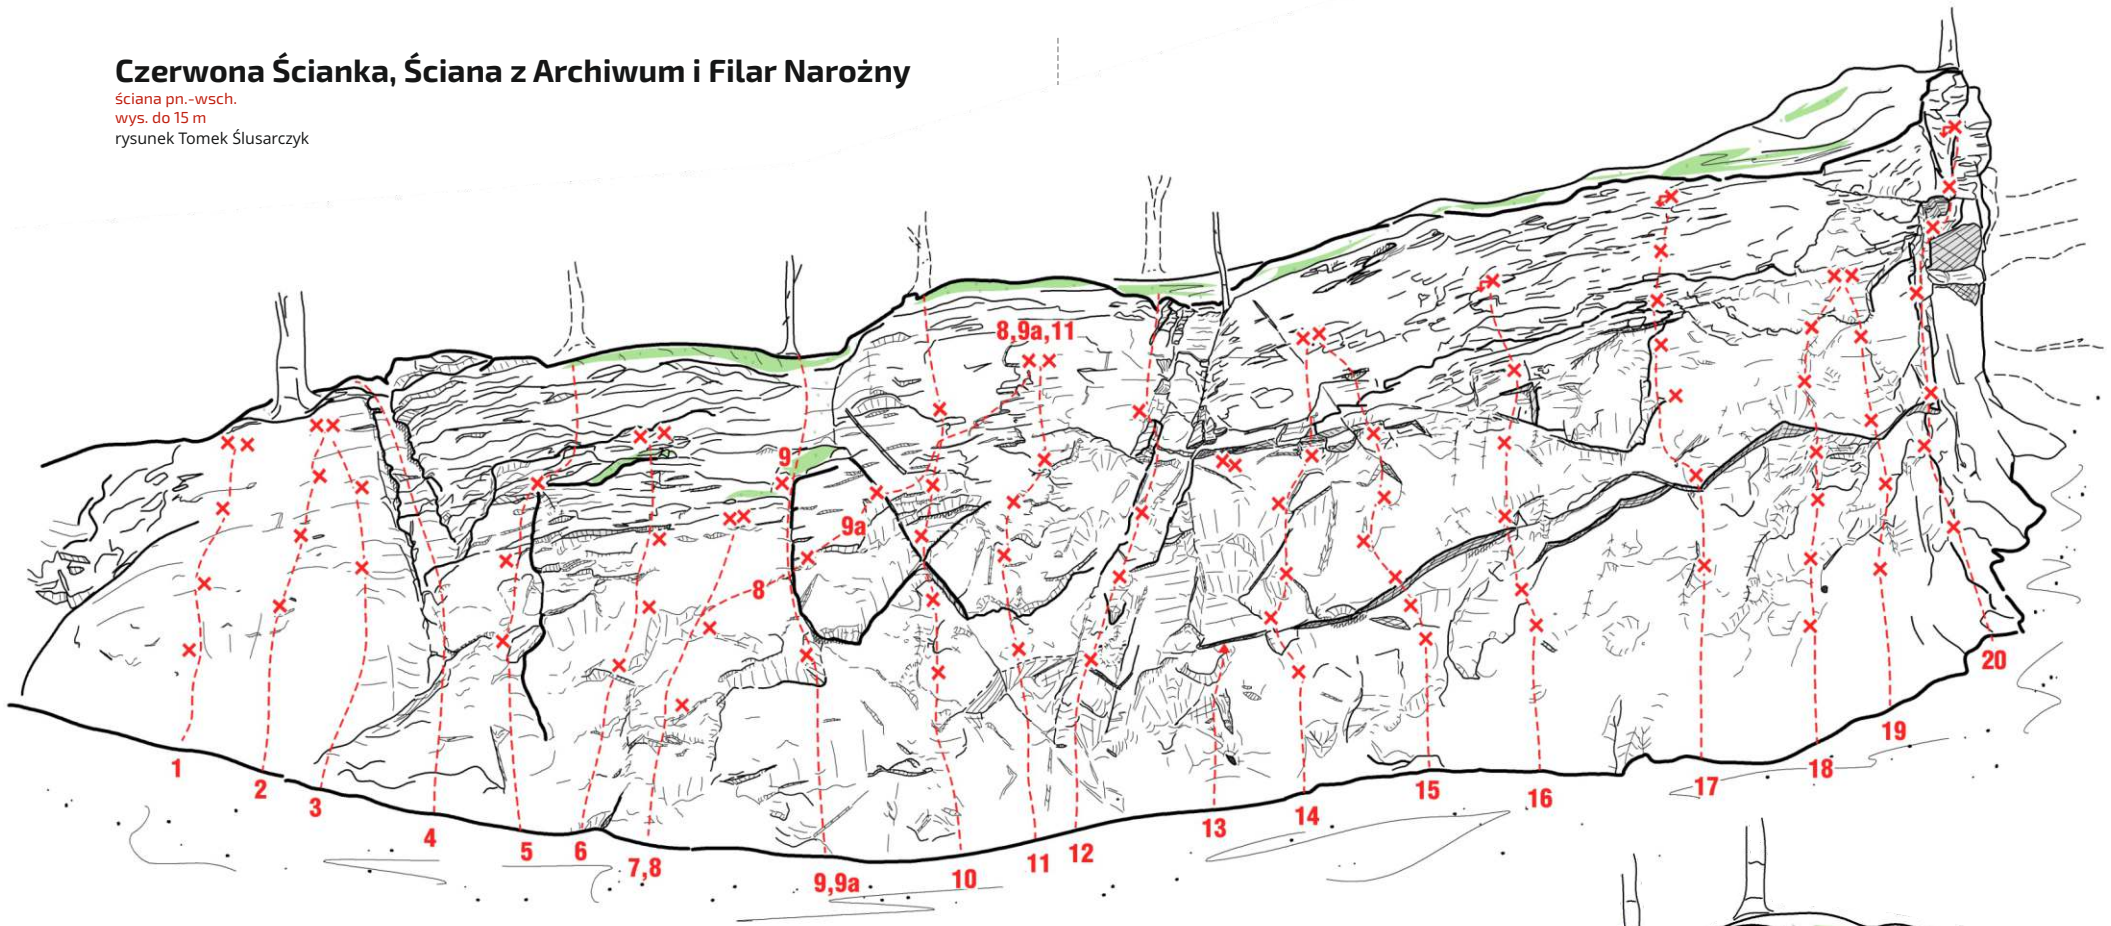 Czerwona Ścianka, Ściana z Archiwum i Filar Narożny
ściana pn.-wsch.
wys. do 15 m
rysunek Tomek Ślusarczyk
8,9a,11
9
9a
8
1
2
3
4
5
6
7,8
9,9a
10
11
12
13
14
15
16
17
18
19
20